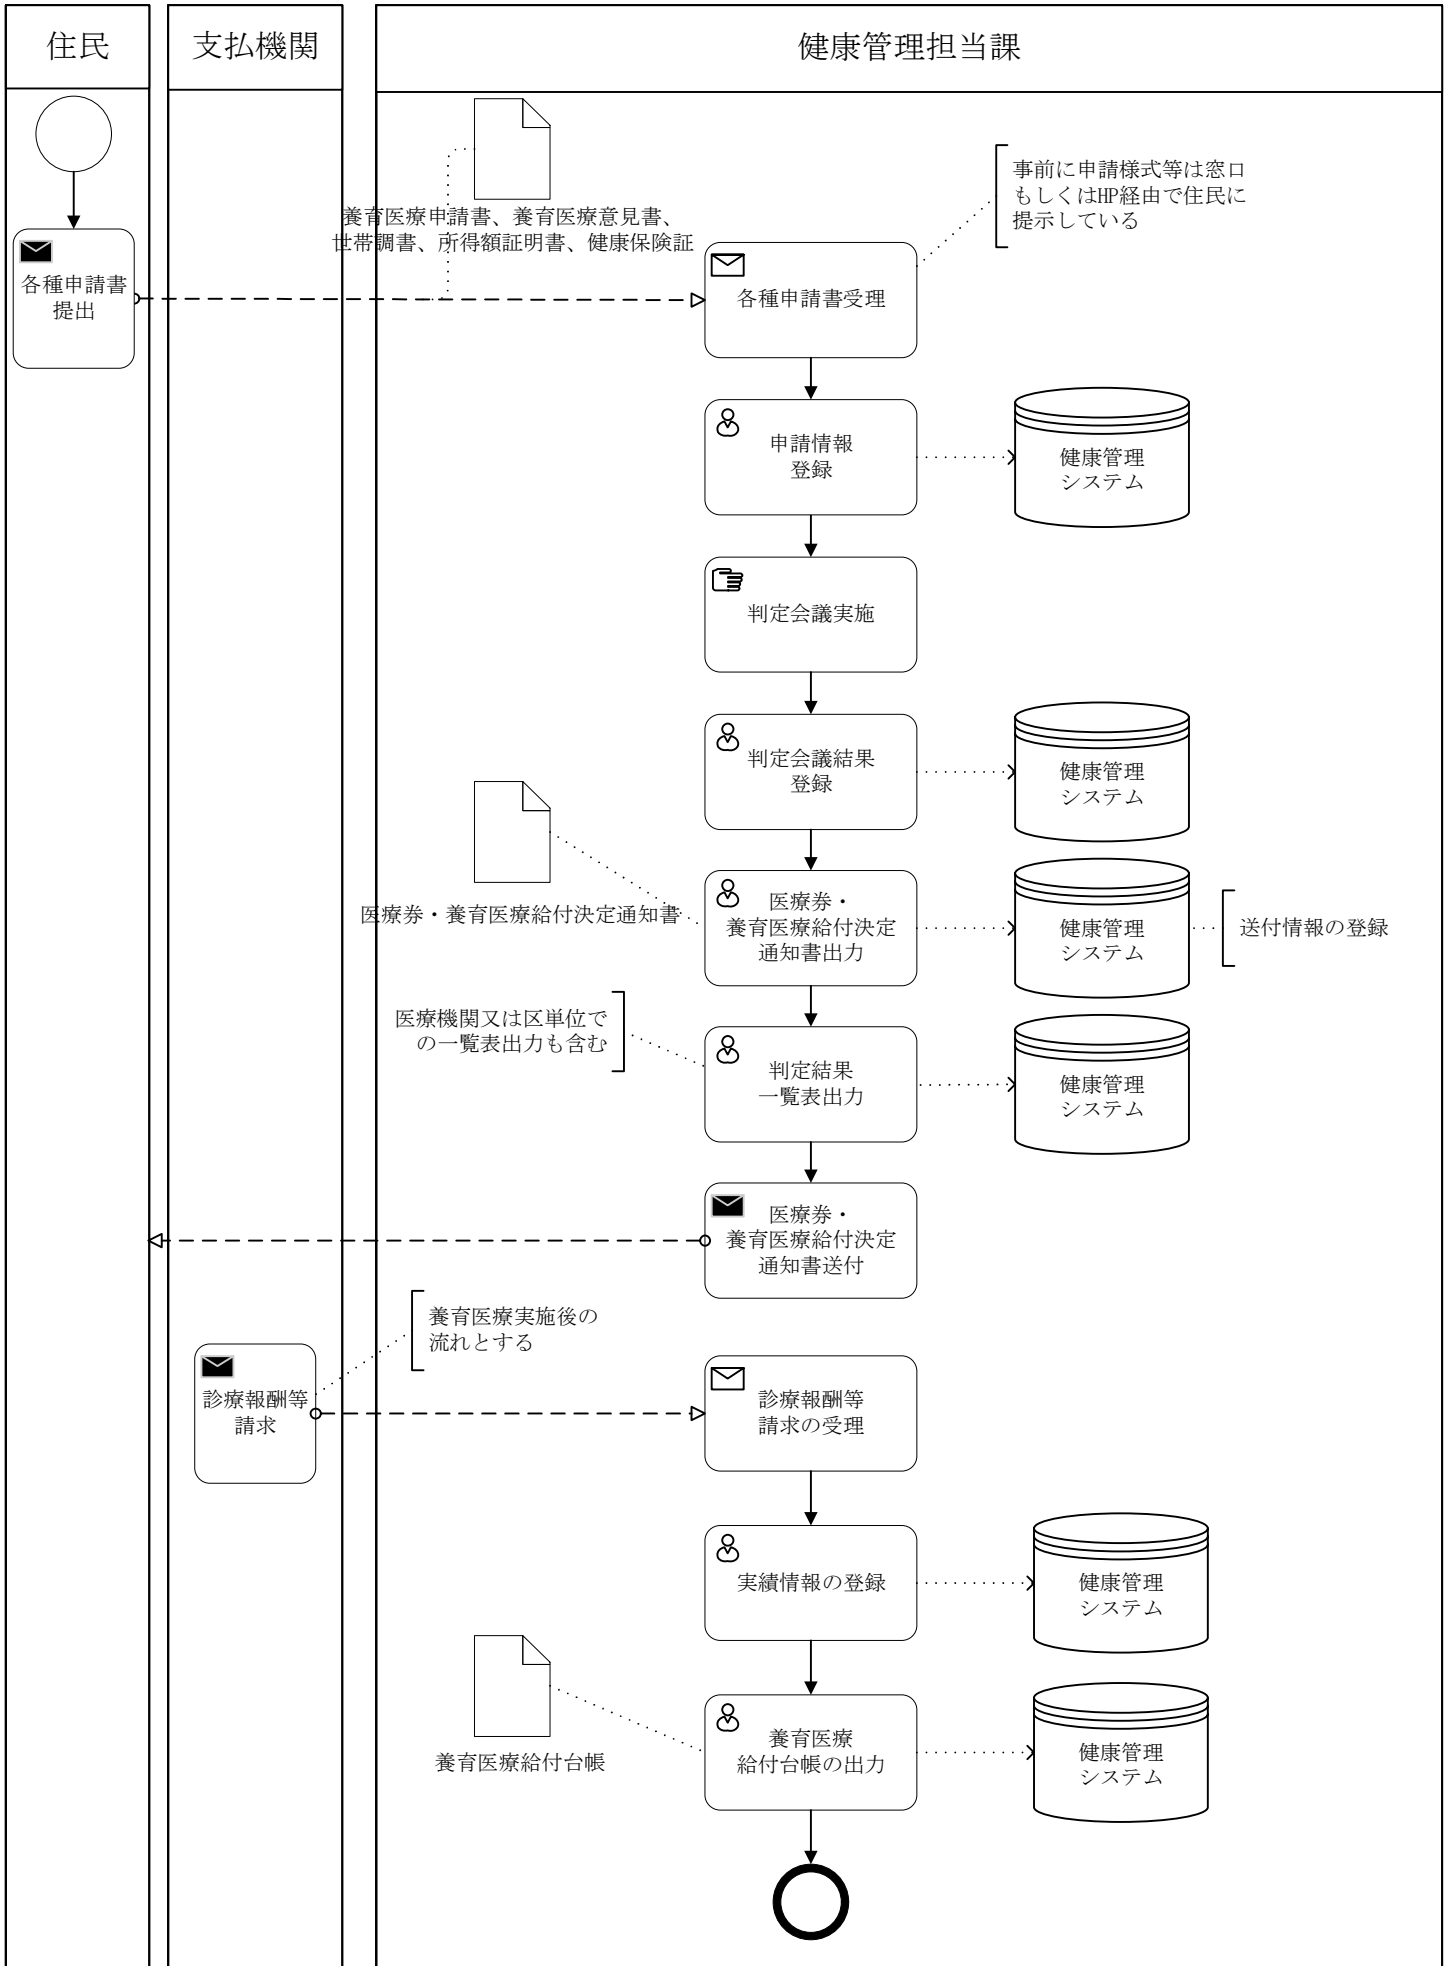 住民
支払機関
健康管理担当課
事前に申請様式等は窓口
もしくはHP経由で住民に
提示している
養育医療申請書、養育医療意見書、
世帯調書、所得額証明書、健康保険証
各種申請書
提出
各種申請書受理
申請情報
登録
健康管理
システム
判定会議実施
判定会議結果
登録
健康管理
システム
医療券・養育医療給付決定通知書
医療券・
養育医療給付決定
通知書出力
健康管理
システム
送付情報の登録
医療機関又は区単位で
の一覧表出力も含む
判定結果
一覧表出力
健康管理
システム
医療券・
養育医療給付決定
通知書送付
養育医療実施後の
流れとする
診療報酬等
請求
診療報酬等
請求の受理
実績情報の登録
健康管理
システム
養育医療給付台帳
養育医療
給付台帳の出力
健康管理
システム